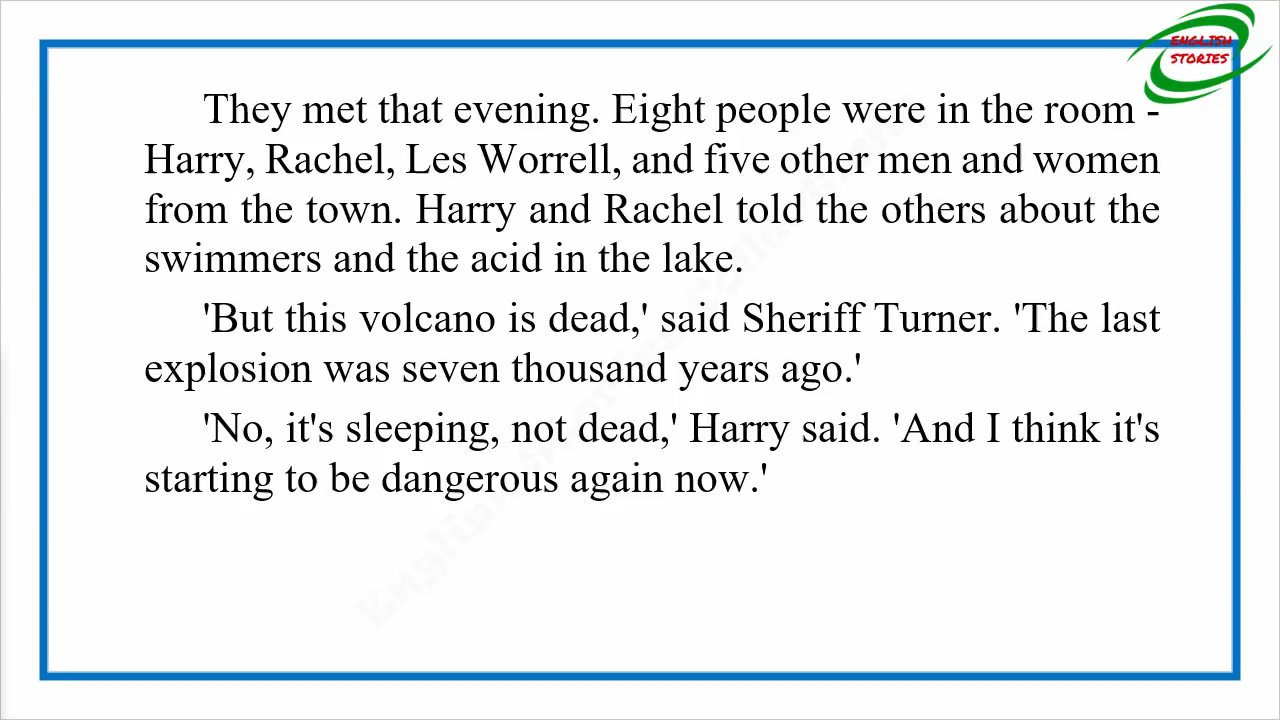 ENGLISH
STORIES
They met that evening. Eight people were in the room -
Harry, Rachel, Les Worrell, and five other men and women
from the town. Harry and Rachel told the others about the
swimmers and the acid in the lake.
'But this volcano is dead,' said Sheriff Turner. 'The last
explosion was seven thousand years ago.'
'No, it's sleeping, not dead,' Harry said. 'And I think it's
starting to be dangerous again now.'